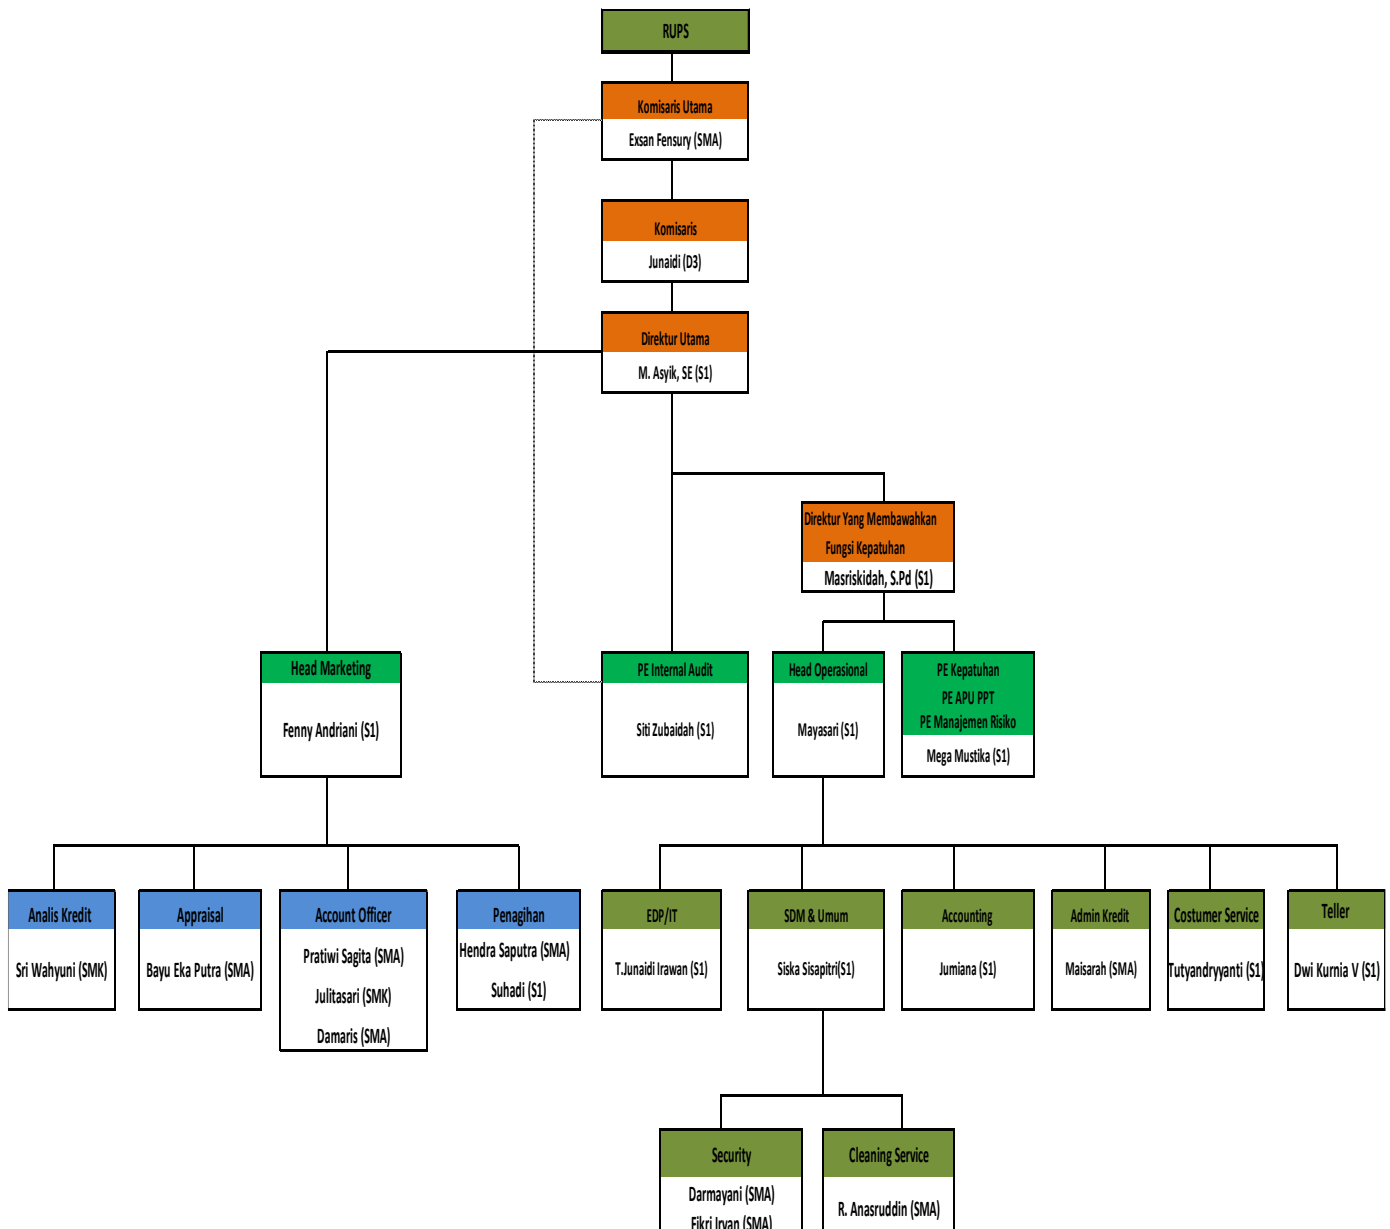 RUPS
Komisaris Utama
Exsan Fensury (SMA)
Komisaris
Junaidi (D3)
Direktur Utama
M. Asyik, SE (S1)
Direktur Yang Membawahkan
Fungsi Kepatuhan
Masriskidah, S.Pd (S1)
Head Marketing
Fenny Andriani (S1)
PE Internal Audit
Siti Zubaidah (S1)
Head Operasional
Mayasari (S1)
PE Kepatuhan
PE APU PPT
PE Manajemen Risiko
Mega Mustika (S1)
Analis Kredit
Sri Wahyuni (SMK)
Appraisal
Bayu Eka Putra (SMA)
Account Officer
Pratiwi Sagita (SMA)
Julitasari (SMK)
Damaris (SMA)
Penagihan
Hendra Saputra (SMA)
Suhadi (S1)
EDP/IT
T.Junaidi Irawan (S1)
SDM & Umum
Siska Sisapitri(S1)
Accounting
Jumiana (S1)
Admin Kredit
Maisarah (SMA)
Costumer Service
Tutyandryyanti (S1)
Teller
Dwi Kurnia V (S1)
Security
Darmayani (SMA)
Fikri Irvan (SMA)
Cleaning Service
R. Anasruddin (SMA)